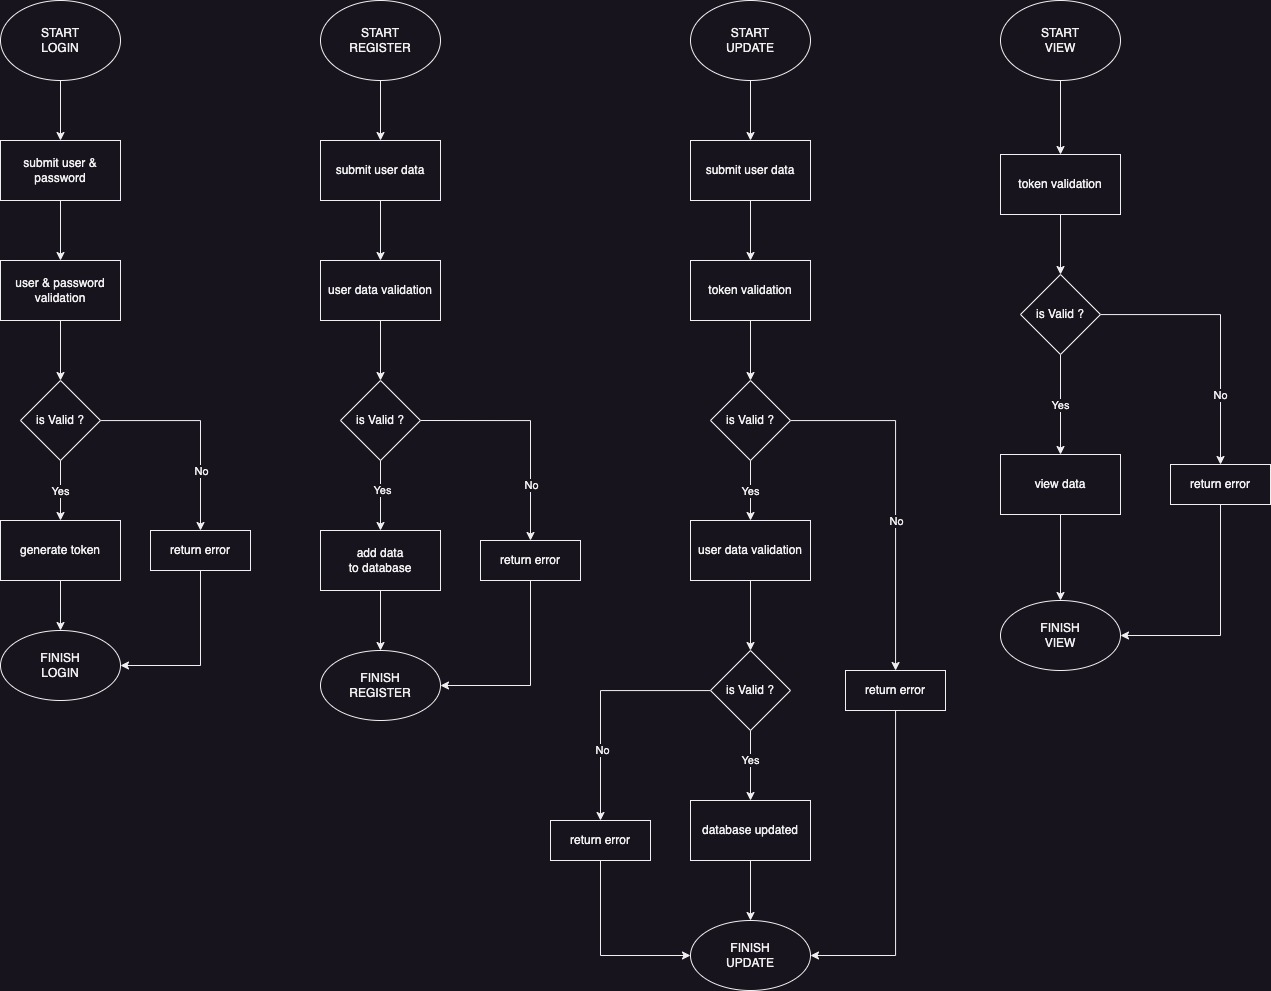 START
LOGIN
submit user &
password
user & password
validation
is Valid ?
Yes
No
generate token
return error
FINISH
LOGIN
START
REGISTER
submit user data
user data validation
is Valid ?
Yes
No
add data
to database
return error
FINISH
REGISTER
START
UPDATE
submit user data
token validation
is Valid ?
Yes
No
user data validation
is Valid ?
return error
No
Yes
return error
database updated
FINISH
UPDATE
START
VIEW
token validation
is Valid ?
Yes
No
view data
return error
FINISH
VIEW